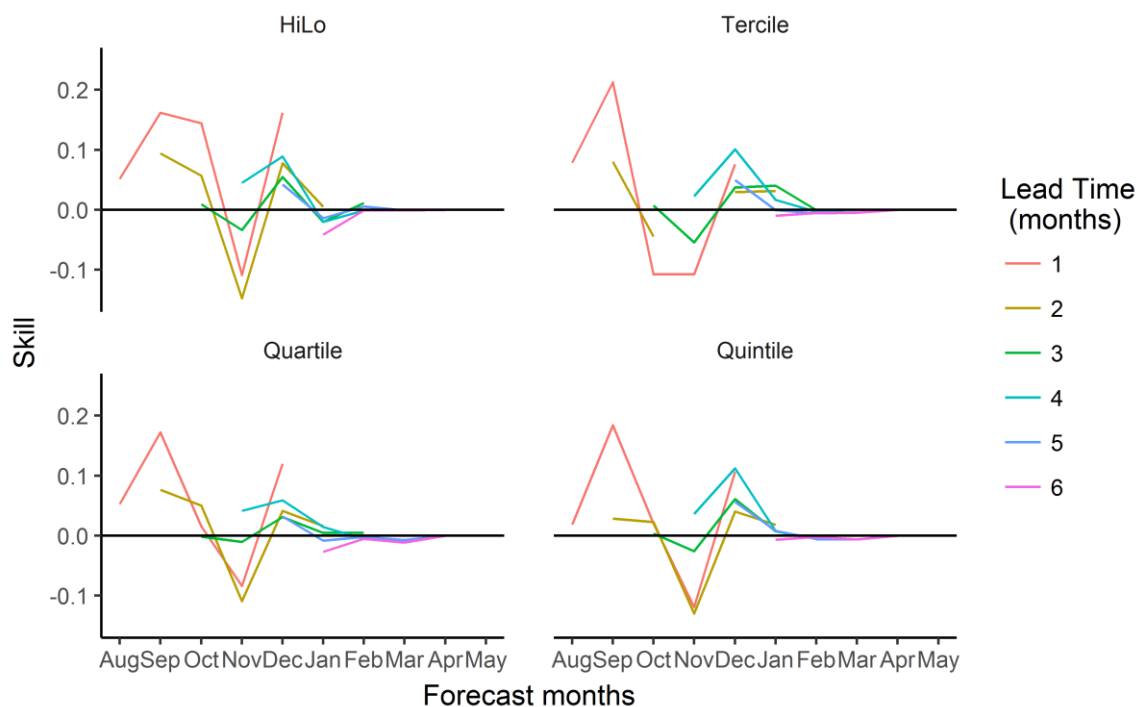 HiLo
Tercile
0.2
0.1
0.0
-0.1
Quartile
Quintile
0.2
0.1
0.0
-0.1
Skill
Aug Sep Oct Nov Dec Jan Feb Mar Apr May
Aug Sep Oct Nov Dec Jan Feb Mar Apr May
Forecast months
Lead Time
(months)
1
2
3
4
5
6